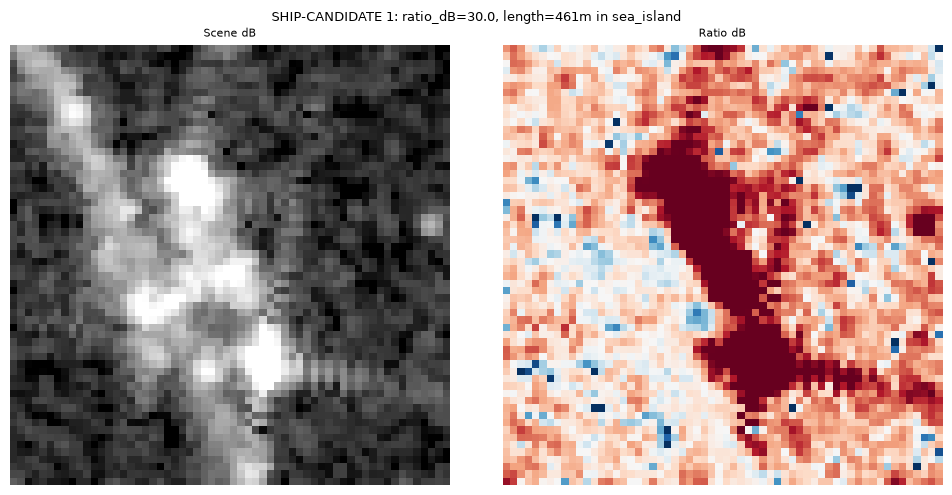 SHIP-CANDIDATE 1: ratio_dB=30.0, length=461m in sea_island
Scene dB
Ratio dB